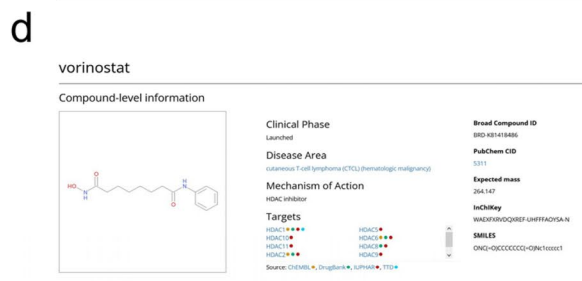 d
vorinostat
Compound-level information
HO
N
H
O
O
H
N
Clinical Phase
Launched
Disease Area
cutaneous T-cell lymphoma (CTCL) (hematologic malignancy)
Mechanism of Action
HDAC inhibitor
Targets
HDAC1
HDAC10
HDAC11
HDAC2
HDAC5
HDAC6
HDAC8
HDAC9
Source: ChEMBL, DrugBank, IUPHAR, TTD
Broad Compound ID
BRD-K81418486
PubChem CID
5311
Expected mass
264.147
InChIKey
WAEXFXRVDQXREF-UHFFFAOYSA-N
SMILES
ONC(=O)CCCCCCC(=O)Nc1ccccc1